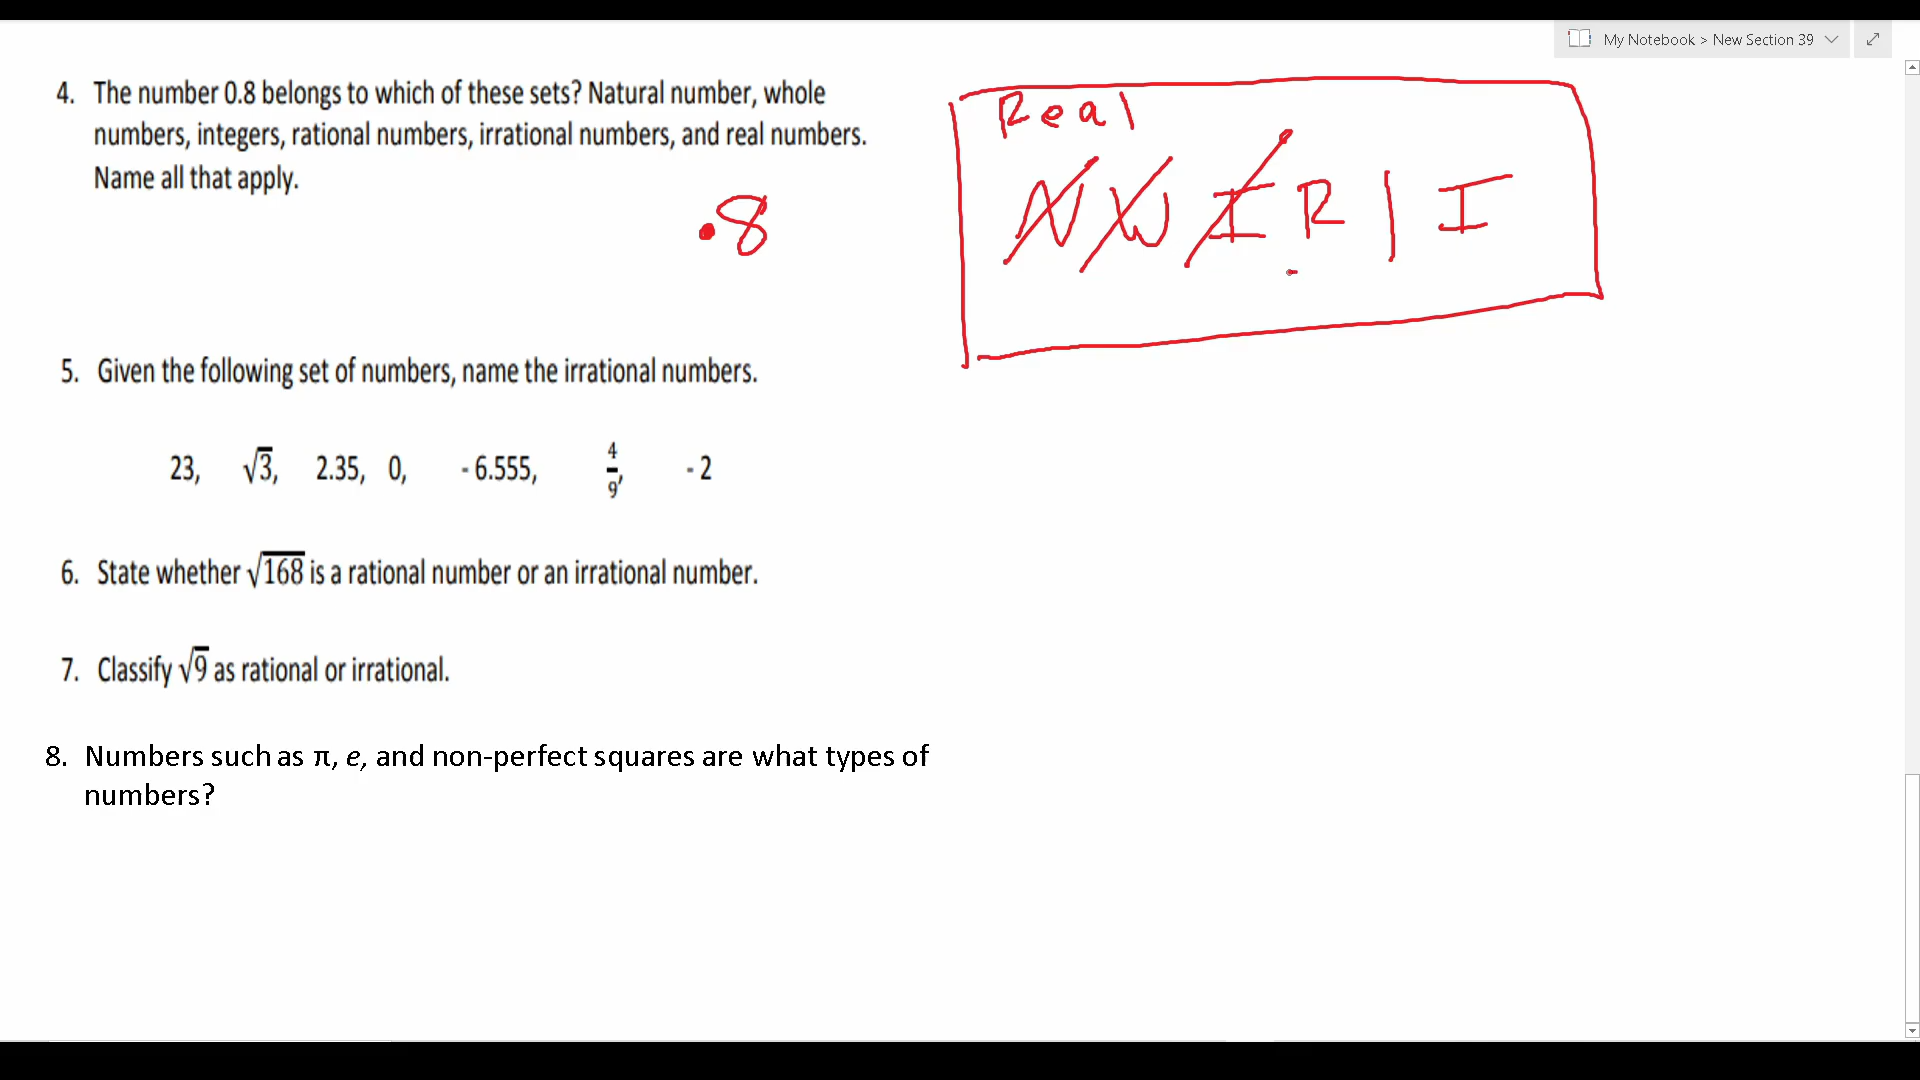 My Notebook > New Section 39
4. The number 0.8 belongs to which of these sets? Natural number, whole
numbers, integers, rational numbers, irrational numbers, and real numbers.
Name all that apply.
.8
Real
N W I R | I
5. Given the following set of numbers, name the irrational numbers.
23, √3, 2.35, 0, - 6.555, 4/9, - 2
6. State whether √168 is a rational number or an irrational number.
7. Classify √9 as rational or irrational.
8. Numbers such as π, e, and non-perfect squares are what types of
numbers?